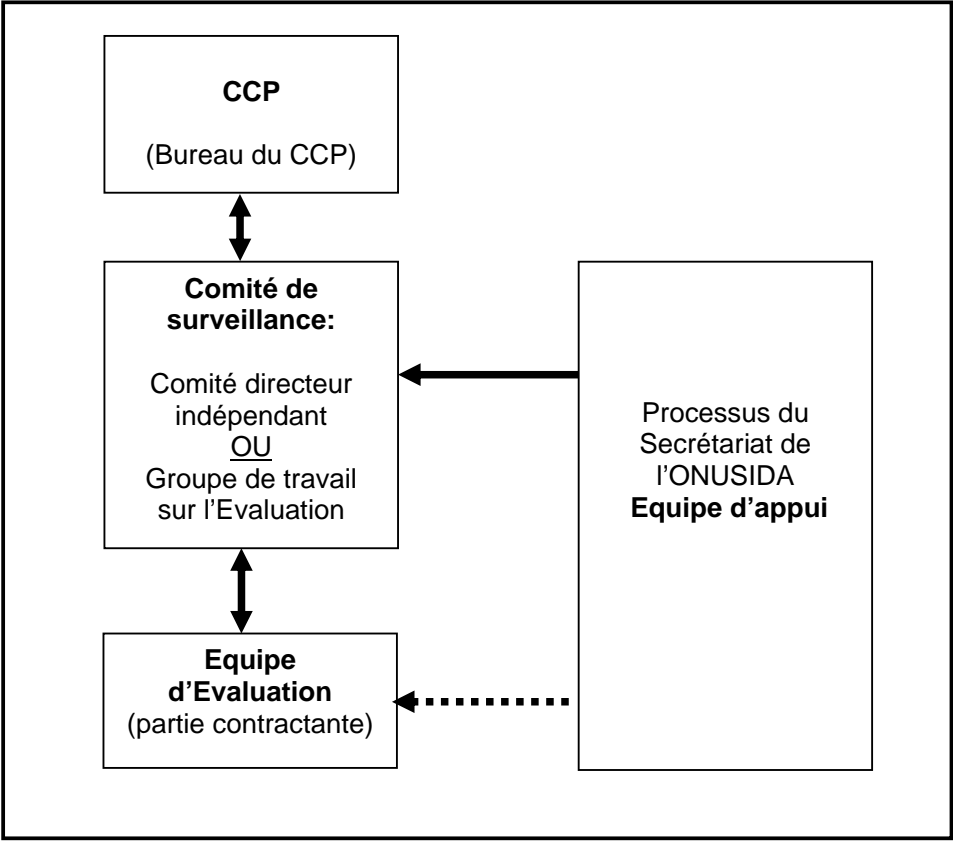 CCP
(Bureau du CCP)
Comité de
surveillance:
Comité directeur
indépendant
OU
Groupe de travail
sur l'Evaluation
Equipe
d'Evaluation
(partie contractante)
Processus du
Secrétariat de
l'ONUSIDA
Equipe d'appui